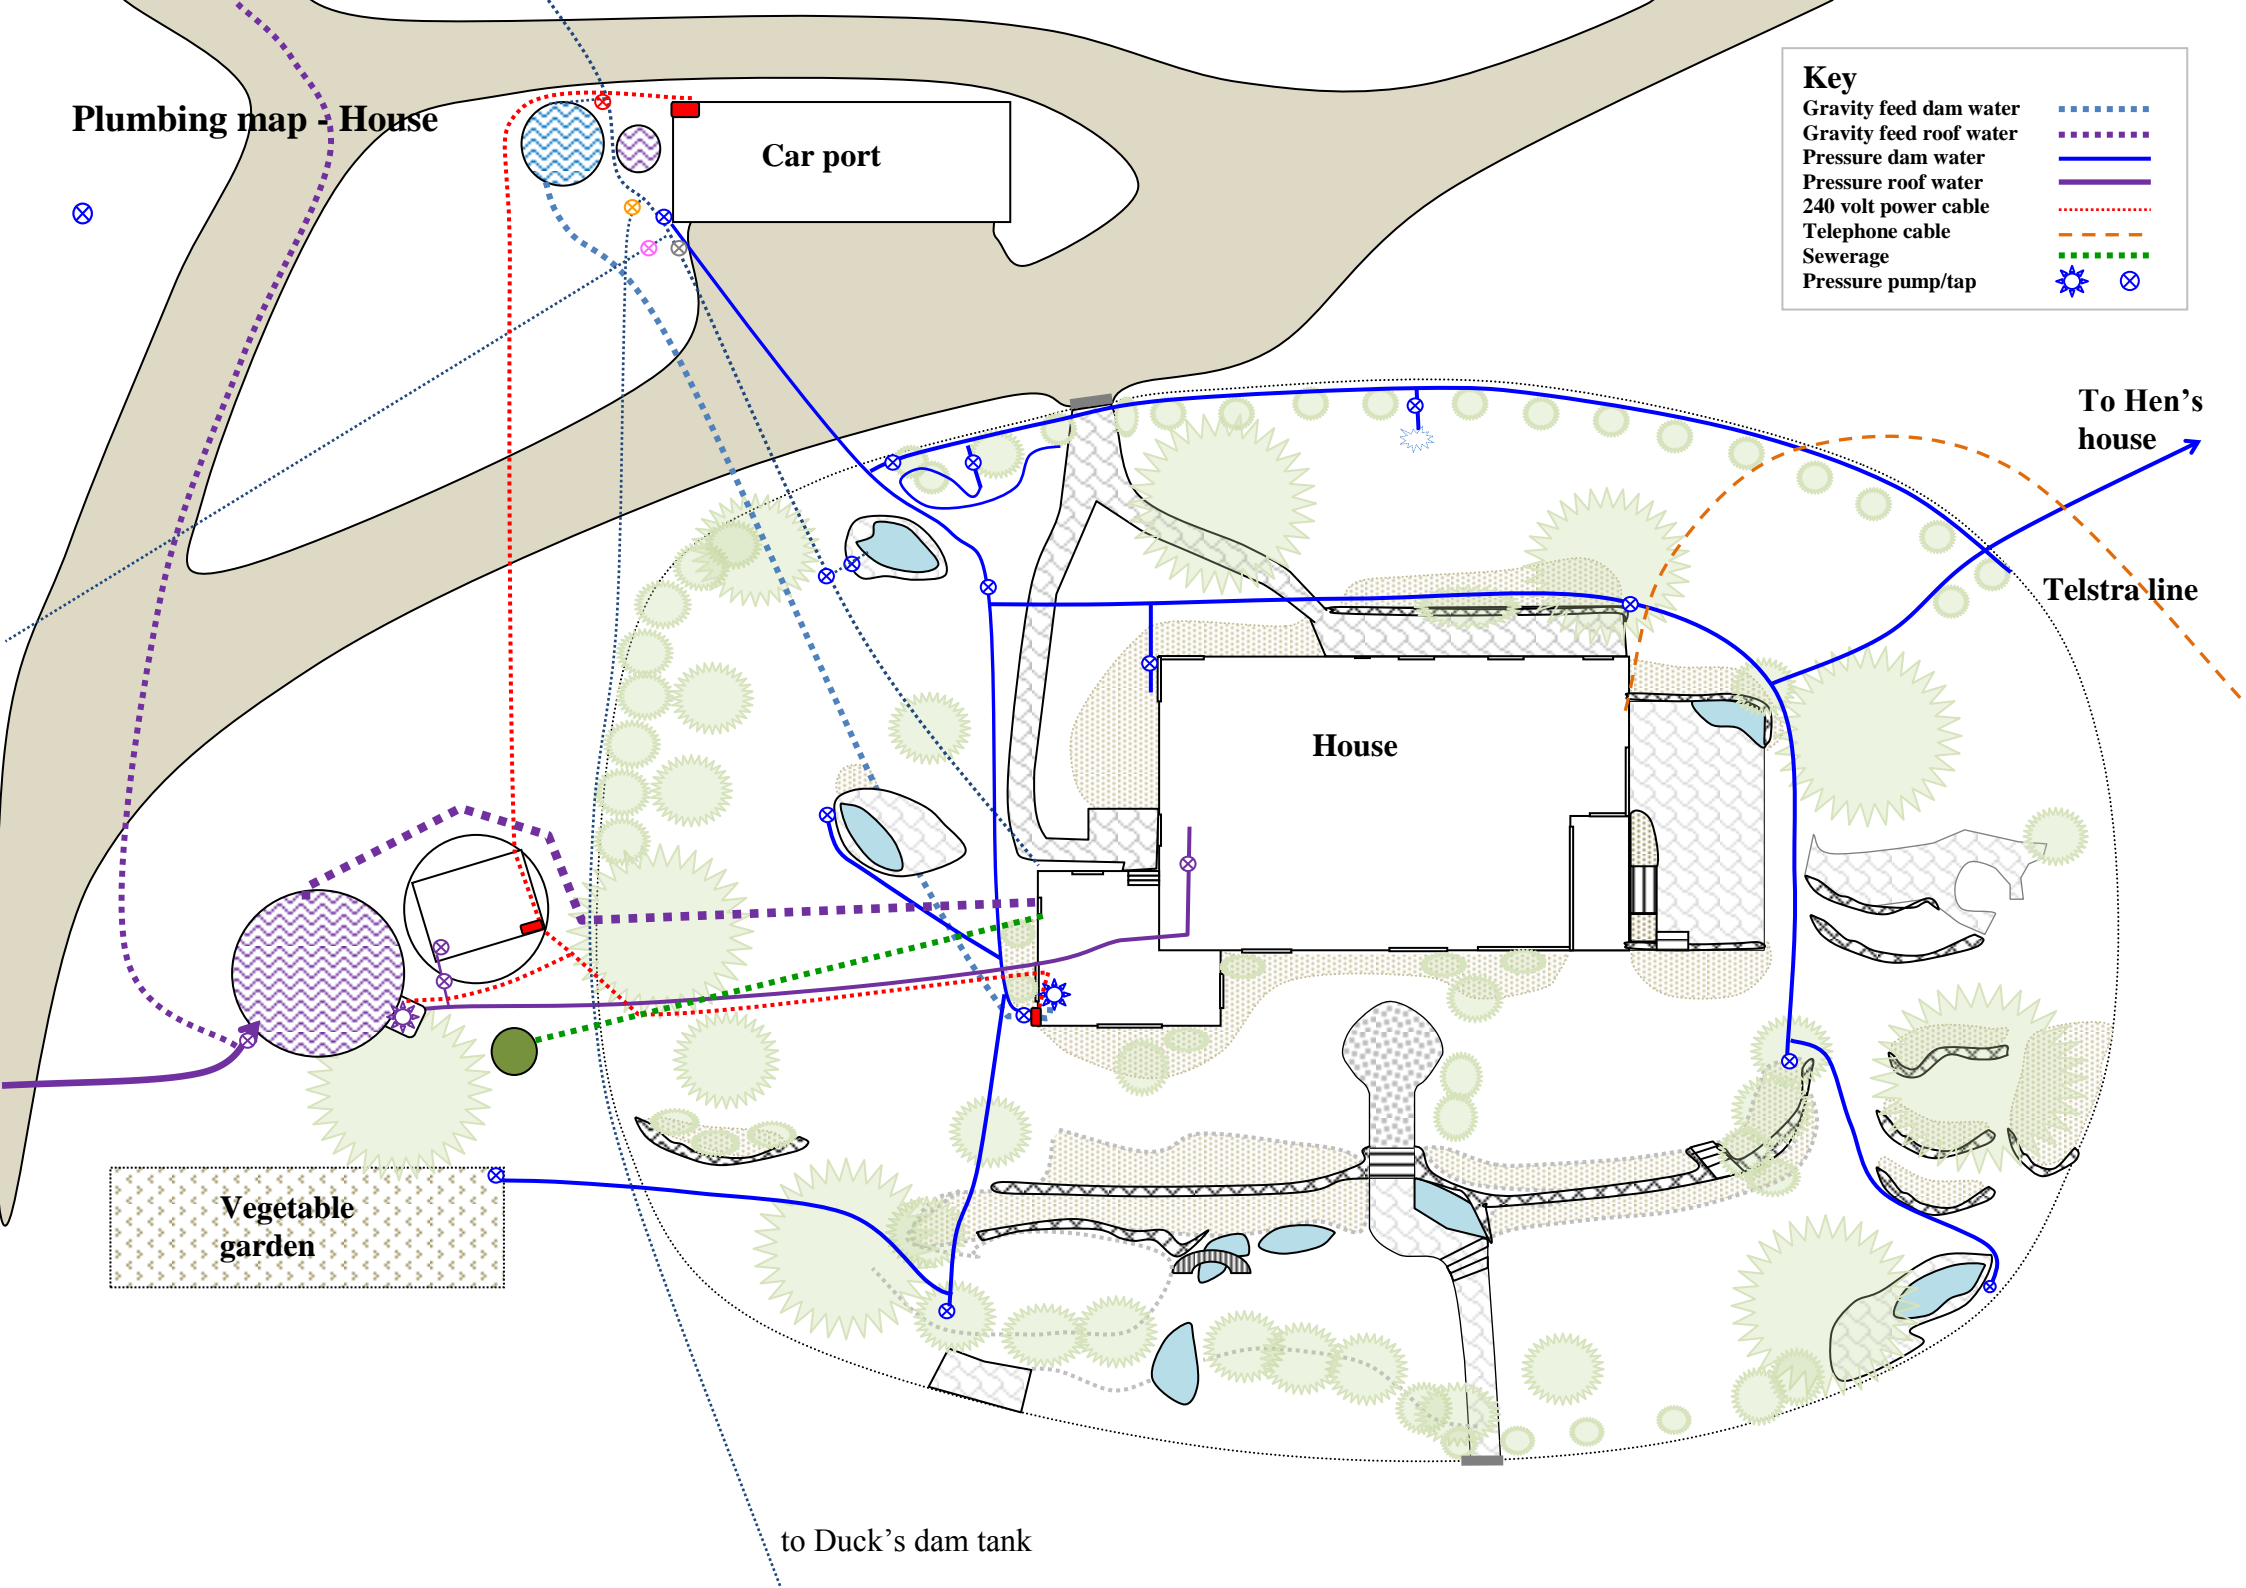 Plumbing map - House
Car port
Key
Gravity feed dam water
Gravity feed roof water
Pressure dam water
Pressure roof water
240 volt power cable
Telephone cable
Sewerage
Pressure pump/tap
To Hen’s
house
Telstra line
House
Vegetable
garden
to Duck’s dam tank